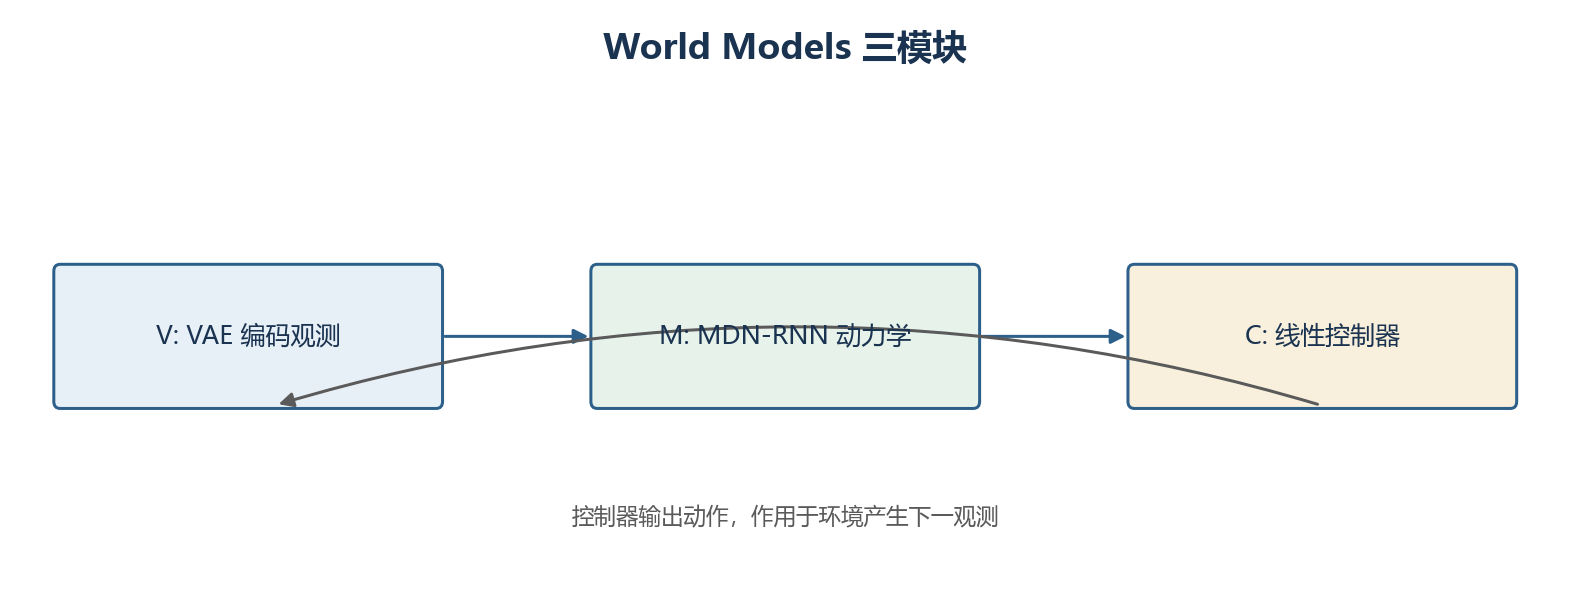 World Models 三模块
V: VAE 编码观测
M: MDN-RNN 动力学
C: 线性控制器
控制器输出动作，作用于环境产生下一观测